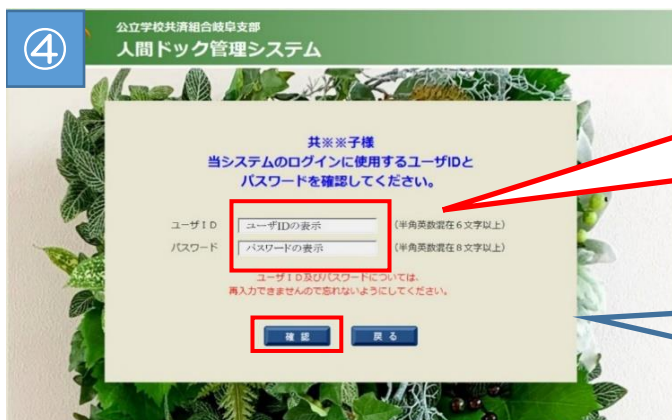 ④
公立学校共済組合岐阜支部
人間ドック管理システム
共※※子様
当システムのログインに使用するユーザIDと
パスワードを確認してください。
ユーザID ユーザIDの表示 (半角英数混在6文字以上)
パスワード パスワードの表示 (半角英数混在8文字以上)
ユーザID及びパスワードについては、
再入力できませんので忘れないようにしてください。
確認 戻る